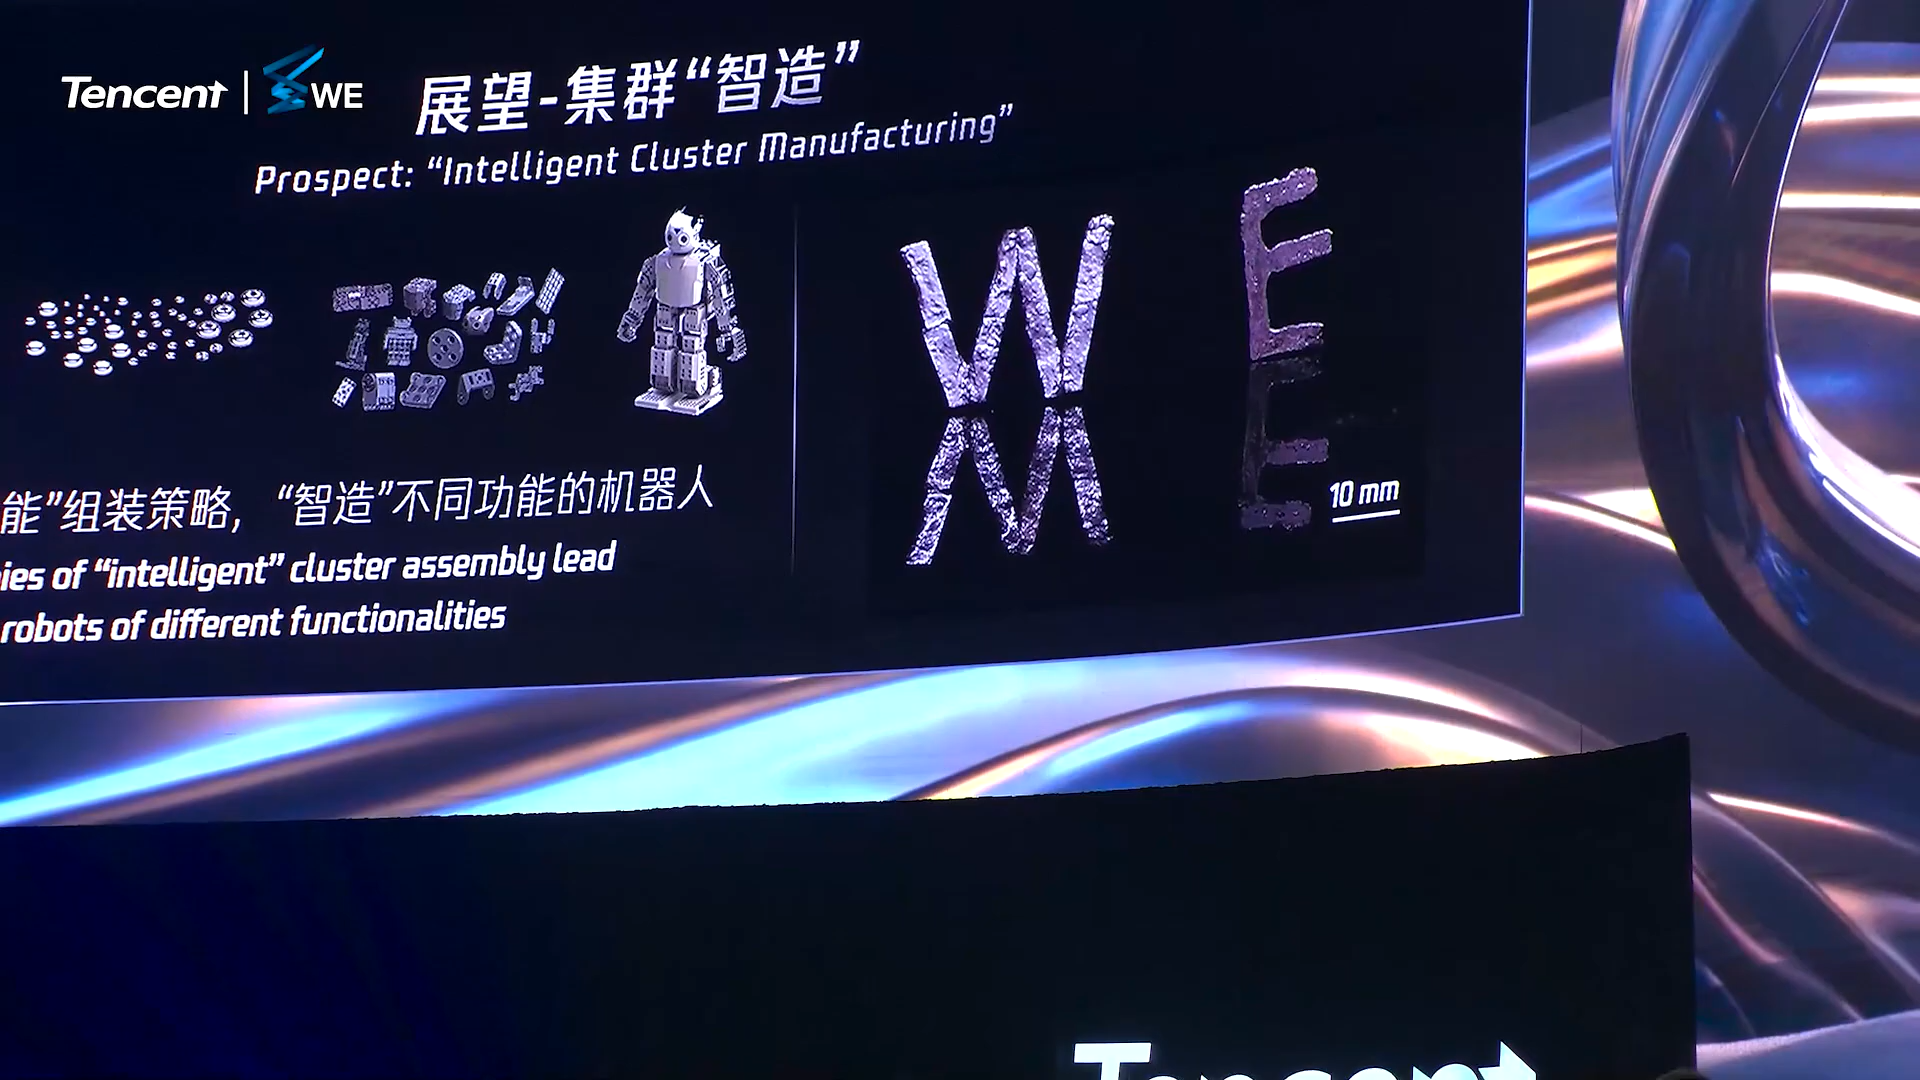 Tencent | WE
展望-集群“智造”
Prospect: “Intelligent Cluster Manufacturing”
WE
10 mm
能”组装策略，“智造”不同功能的机器人
ies of “intelligent” cluster assembly lead
robots of different functionalities
Tencent